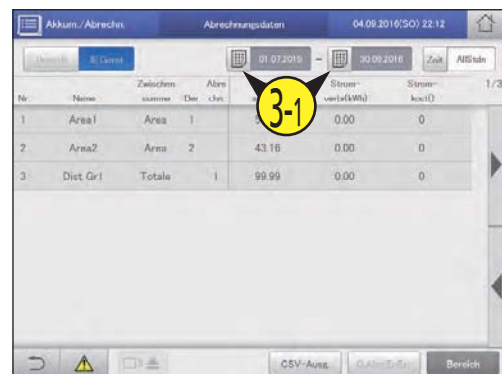 Akkum./Abrechn. Abrechnungsdaten 04.09.2016(SO) 22:12
IE Gerät 01.07.2016 – 30.09.2016 Zeit AllStdn
3-1
1/3
Zwischen Abre Strom- Strom-
Nr. Name summe Der. chn. verts(kWh) kost()
1 Area1 Area 1 0.00 0
2 Area2 Area 2 43.16 0.00 0
3 Dist Gr1 Totale 1 99.99 0.00 0
CSV-Ausg. Bereich